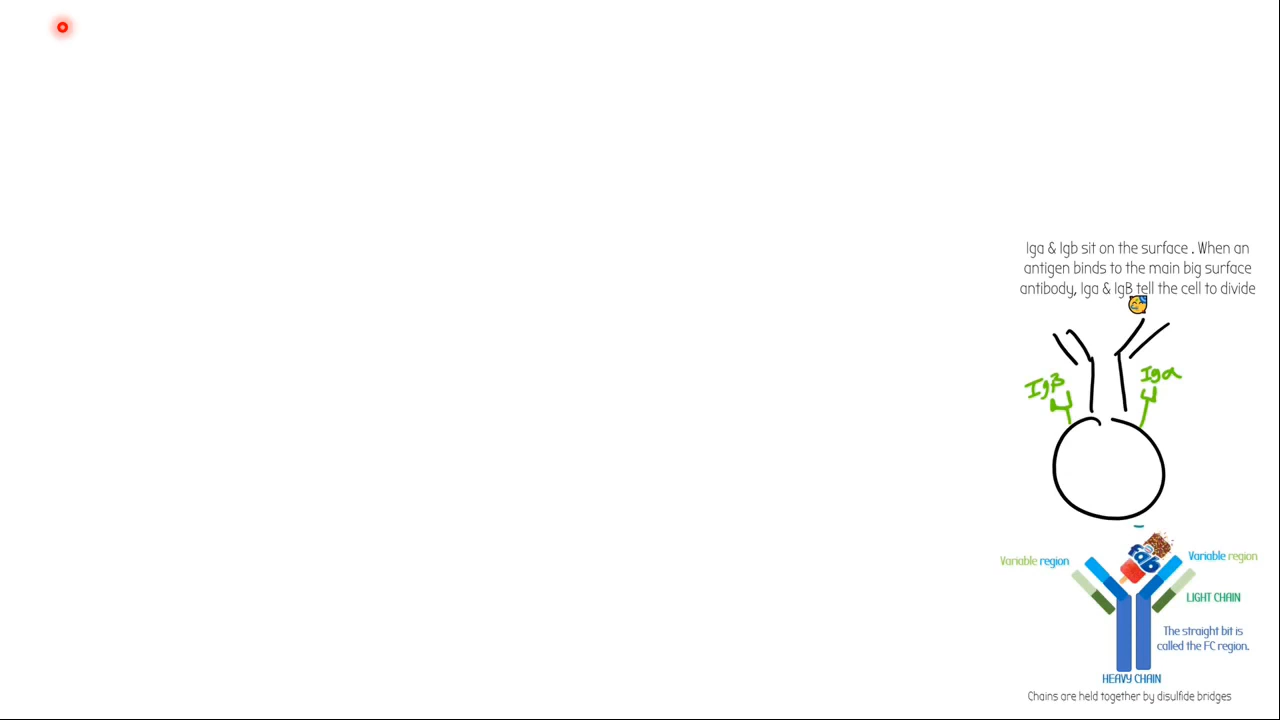 Iga & Igb sit on the surface . When an
antigen binds to the main big surface
antibody, Iga & IgB tell the cell to divide
Igβ
Igα
fab
Variable region
Variable region
LIGHT CHAIN
The straight bit is
called the FC region.
HEAVY CHAIN
Chains are held together by disulfide bridges